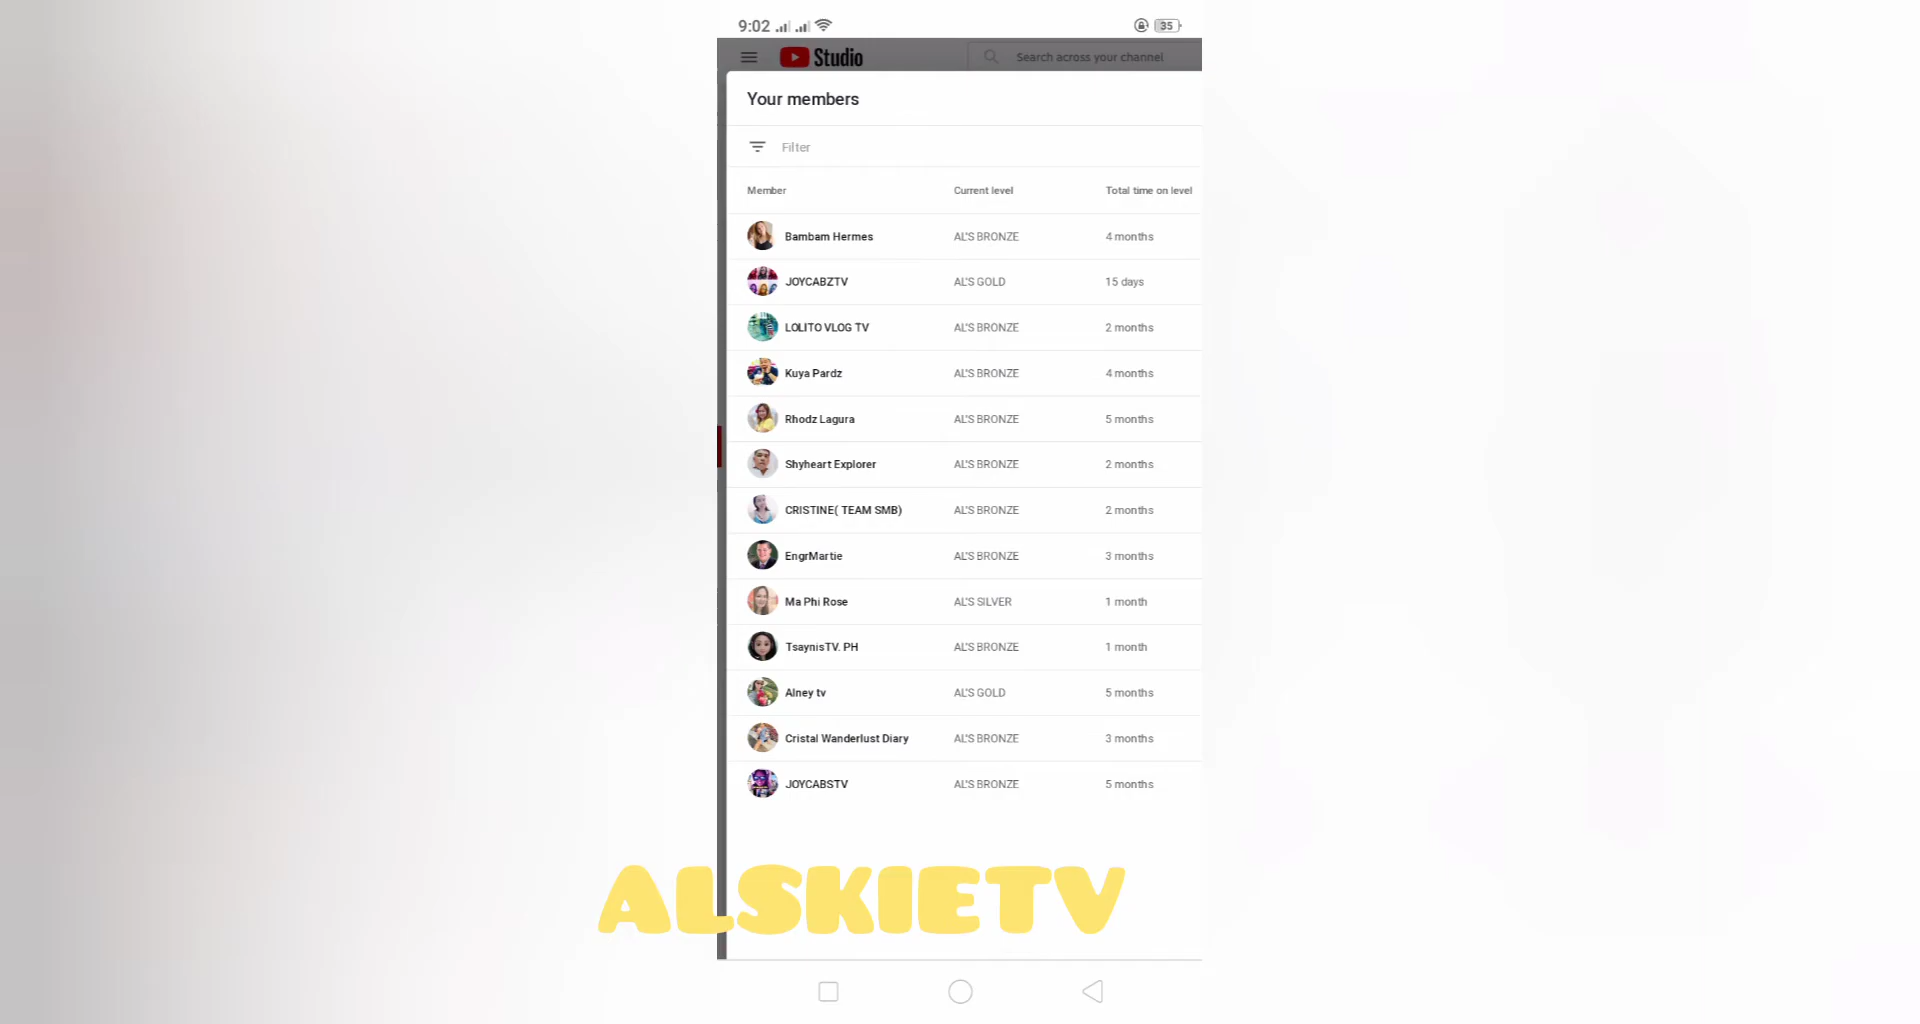 9:02
35
Studio
Search across your channel
Your members
Filter
Member Current level Total time on level
Bambam Hermes AL'S BRONZE 4 months
JOYCABZTV AL'S GOLD 15 days
LOLITO VLOG TV AL'S BRONZE 2 months
Kuya Pardz AL'S BRONZE 4 months
Rhodz Lagura AL'S BRONZE 5 months
Shyheart Explorer AL'S BRONZE 2 months
CRISTINE( TEAM SMB) AL'S BRONZE 2 months
EngrMartie AL'S BRONZE 3 months
Ma Phi Rose AL'S SILVER 1 month
TsaynisTV. PH AL'S BRONZE 1 month
Alney tv AL'S GOLD 5 months
Cristal Wanderlust Diary AL'S BRONZE 3 months
JOYCABSTV AL'S BRONZE 5 months
ALSKIETV